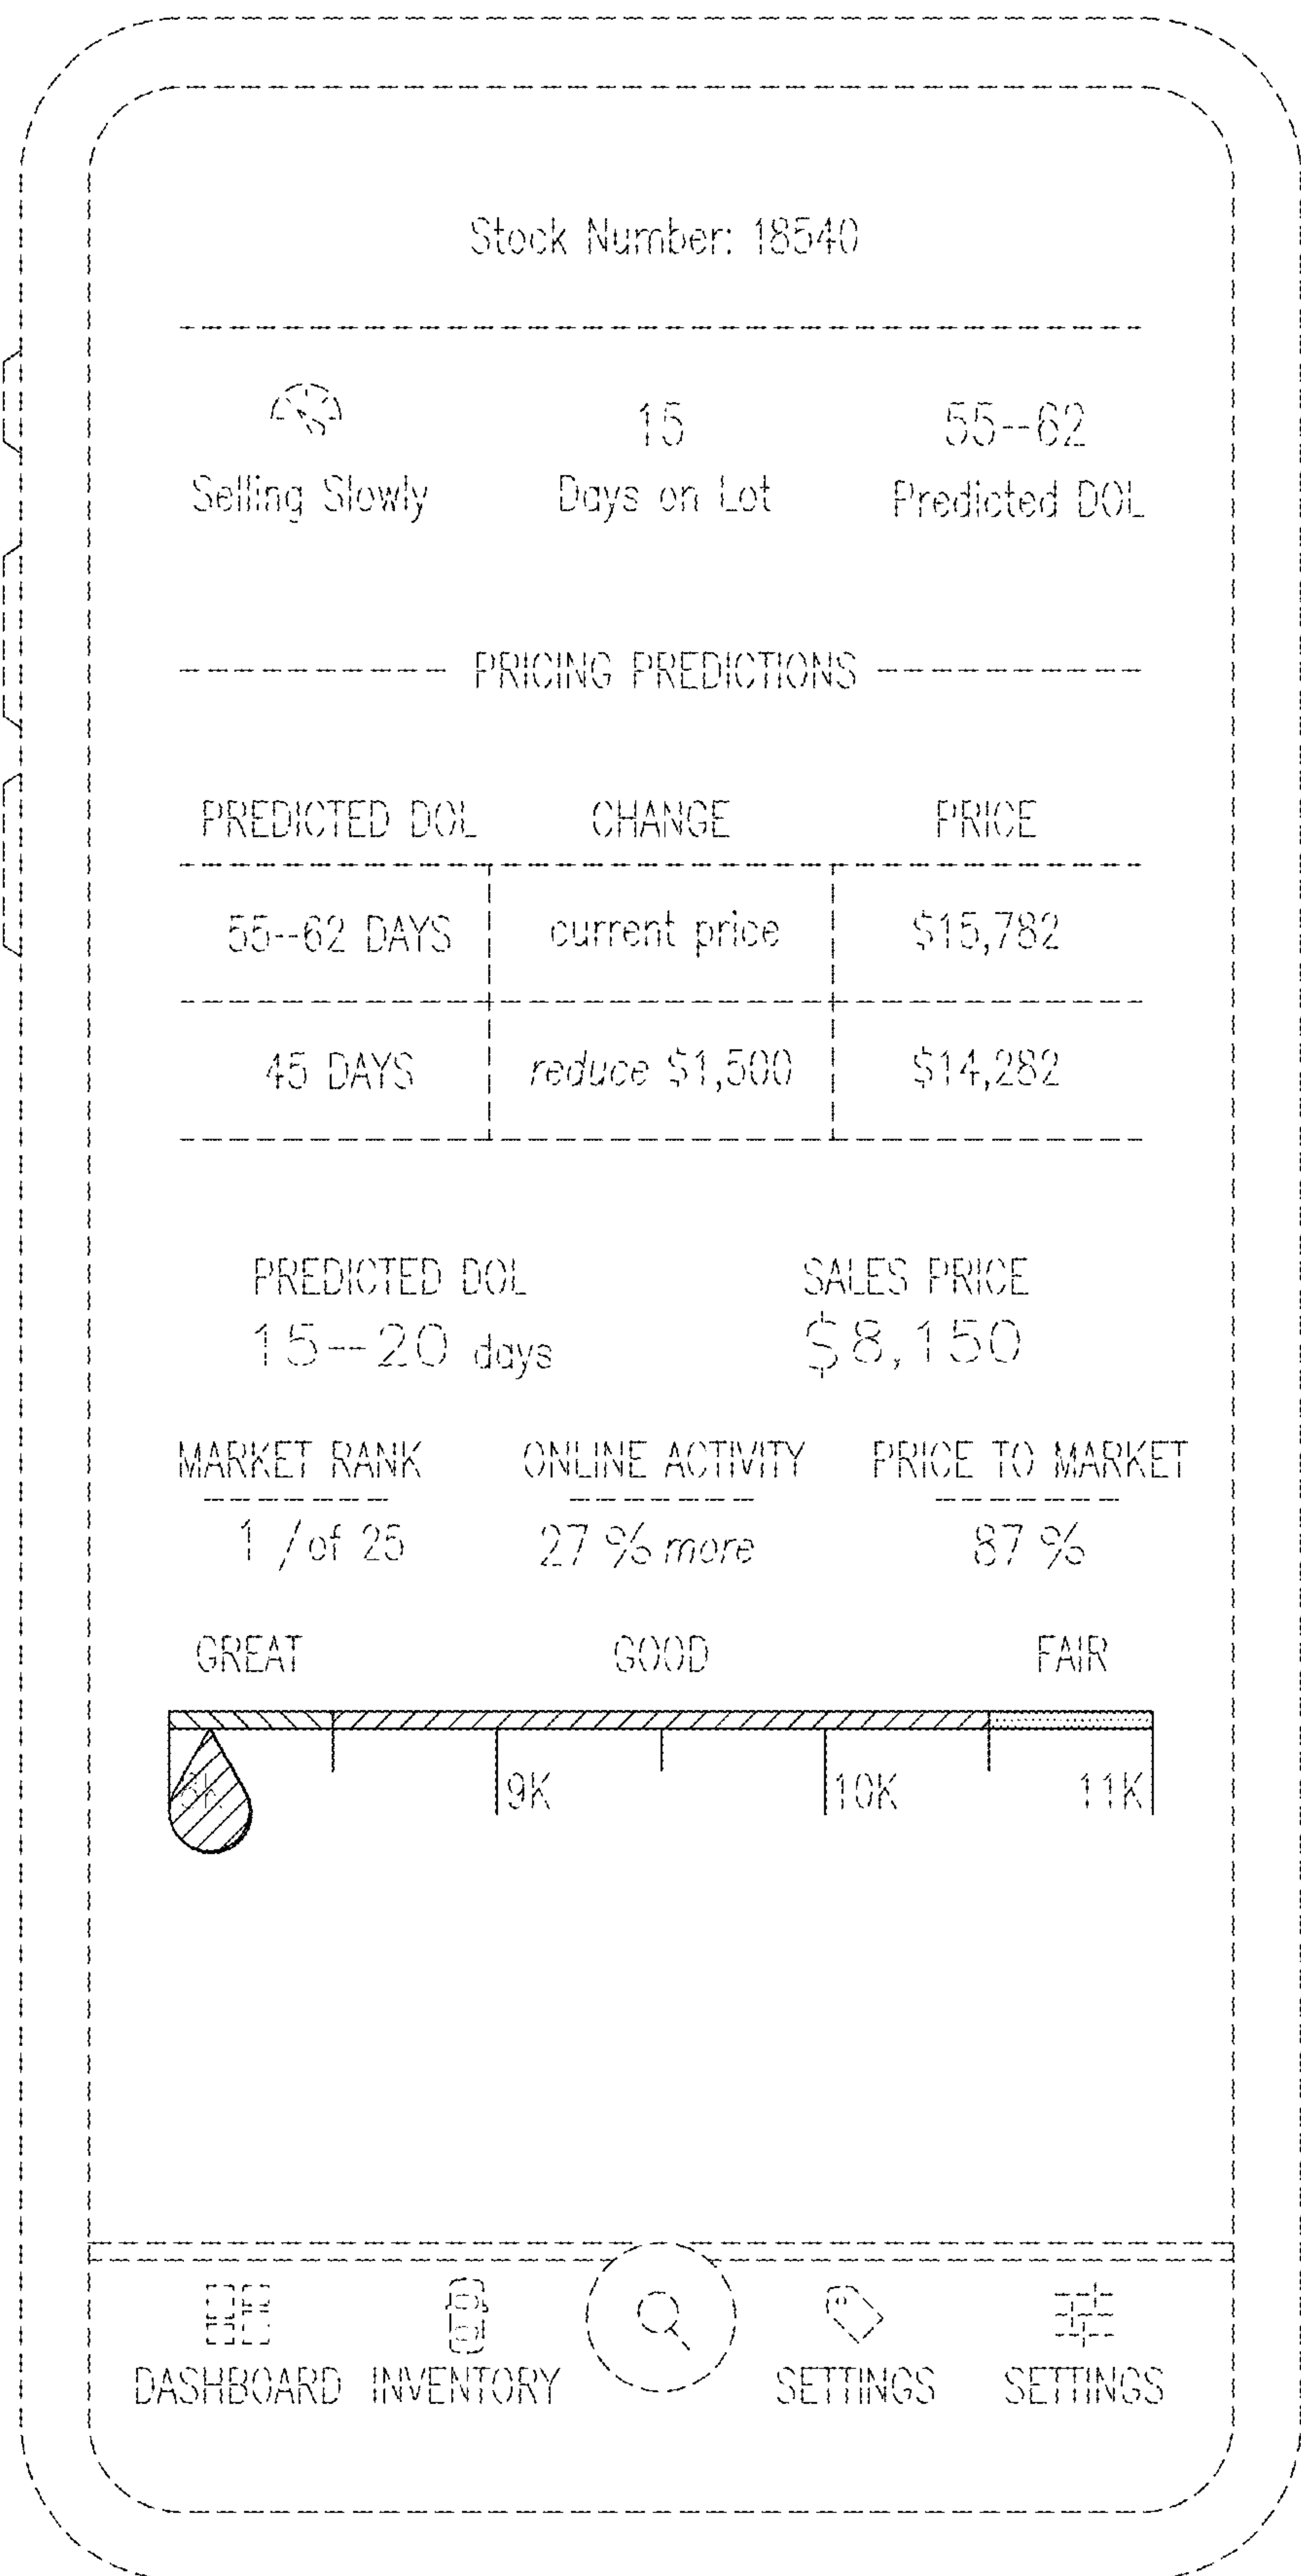 Stock Number: 18540
15 55--62
Selling Slowly Days on Lot Predicted DOL
PRICING PREDICTIONS
PREDICTED DOL CHANGE PRICE
55--62 DAYS current price $15,782
45 DAYS reduce $1,500 $14,282
PREDICTED DOL SALES PRICE
15--20 days $8,150
MARKET RANK ONLINE ACTIVITY PRICE TO MARKET
1 /of 25 27 % more 87 %
GREAT GOOD FAIR
9K 10K 11K
DASHBOARD INVENTORY SETTINGS SETTINGS